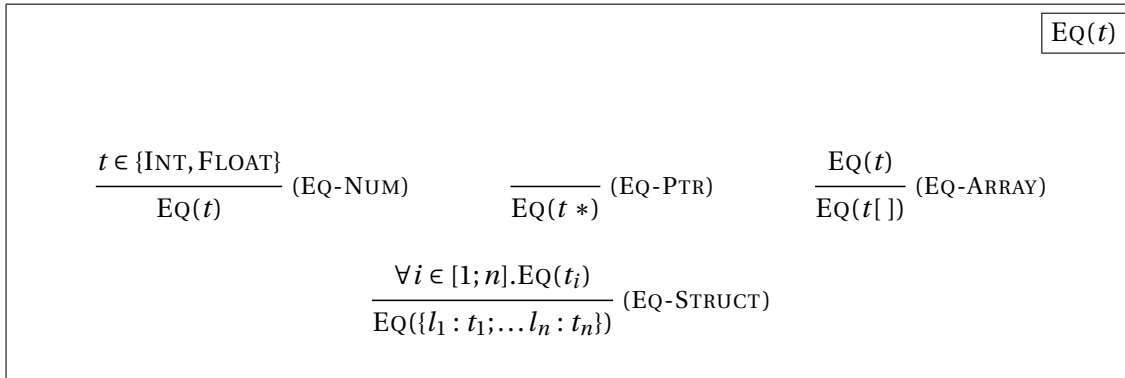 EQ(t)
t ∈ {INT, FLOAT}
EQ(t)
(EQ-NUM)
EQ(t *)
(EQ-PTR)
EQ(t)
EQ(t[ ])
(EQ-ARRAY)
∀i ∈ [1; n].EQ(tᵢ)
EQ({l₁ : t₁; … lₙ : tₙ})
(EQ-STRUCT)